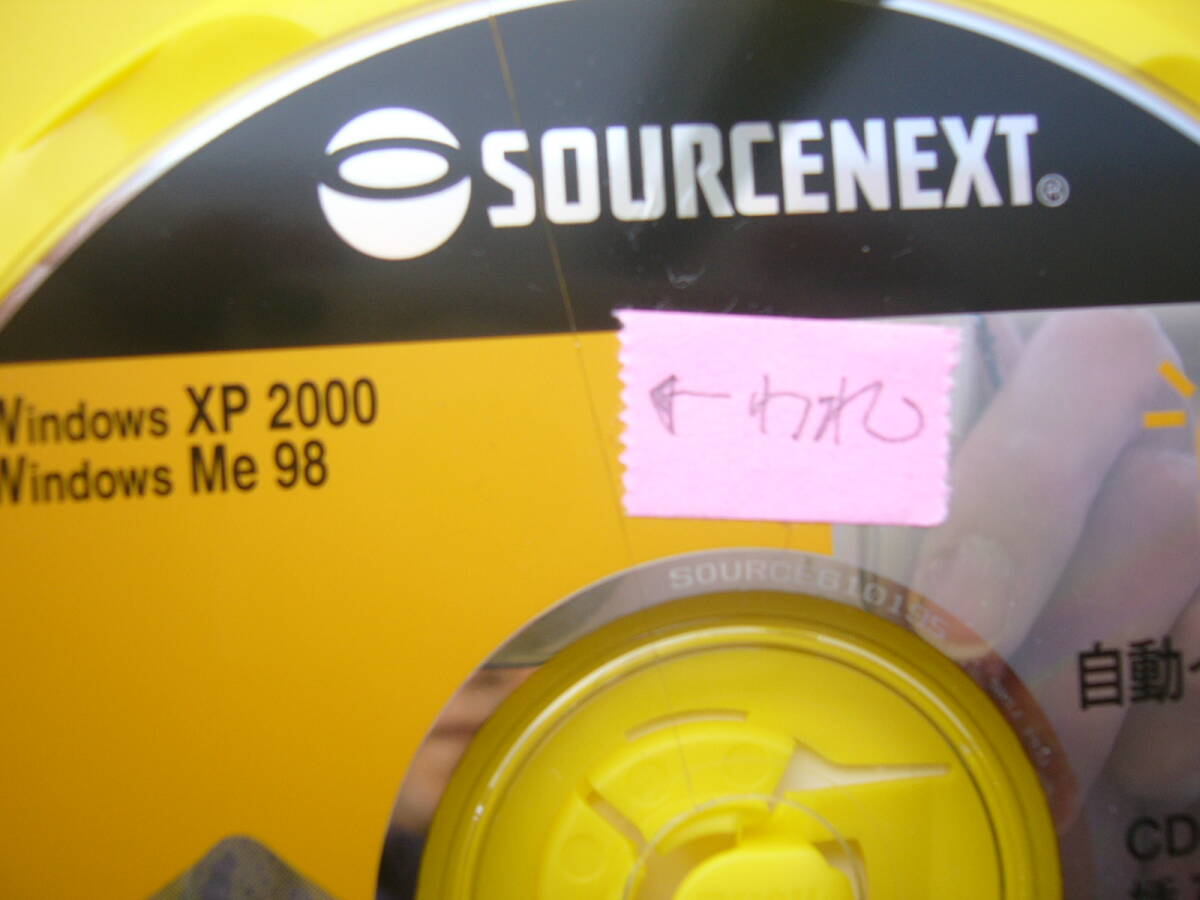 SOURCENEXT®
Windows XP 2000
Windows Me 98
←われ
SOURCE610195
自動
CD